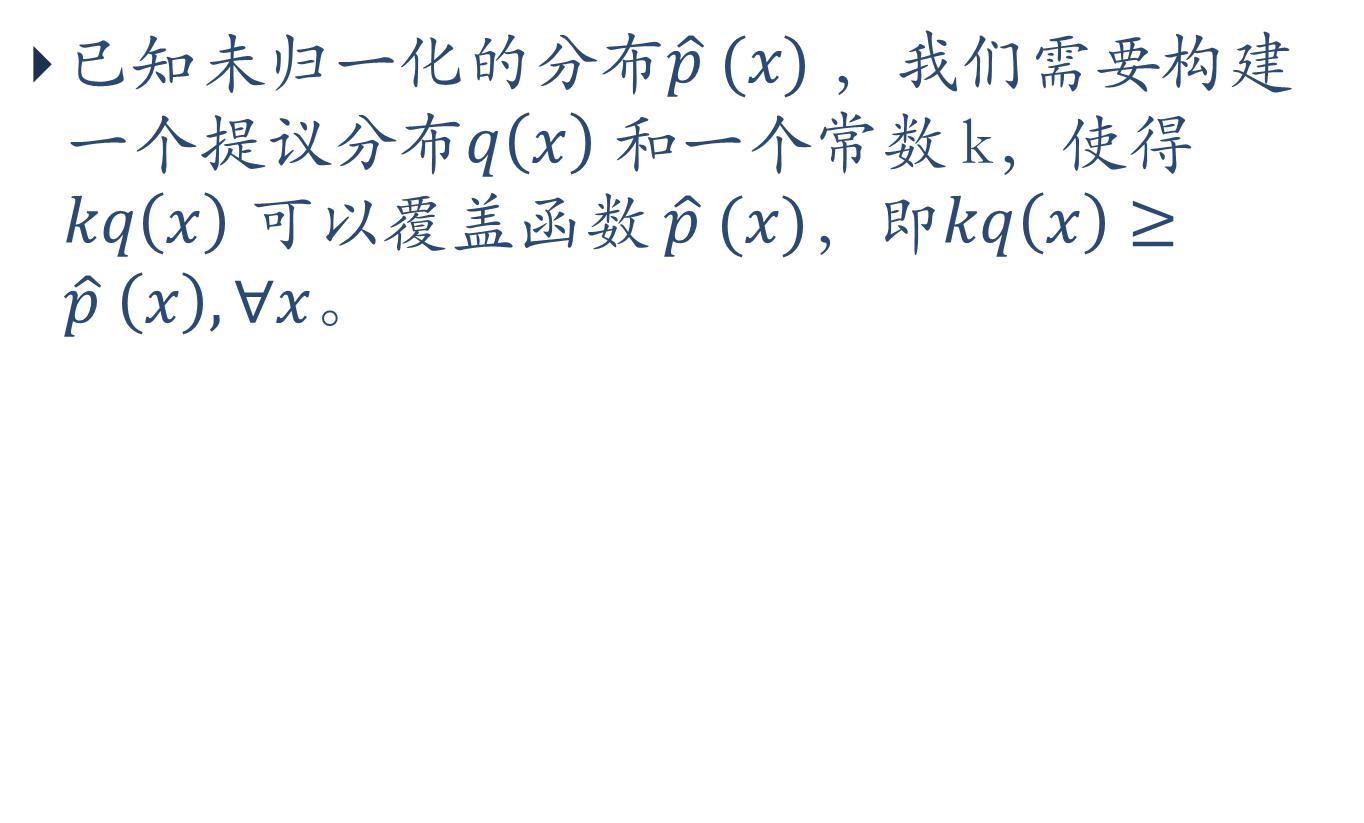 已知未归一化的分布p̂ (x) ，我们需要构建
一个提议分布q(x) 和一个常数 k，使得
kq(x) 可以覆盖函数 p̂ (x)，即kq(x) ≥
p̂ (x), ∀x。